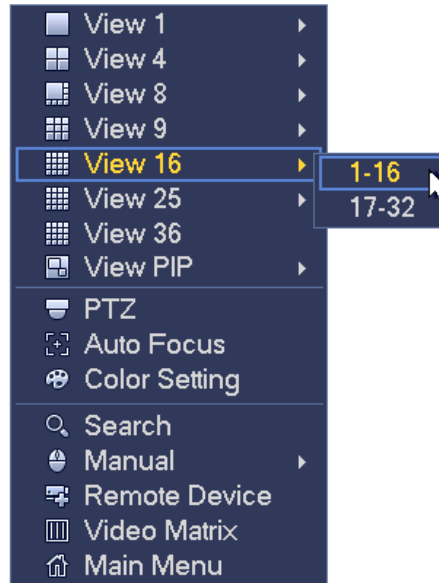 View 1
View 4
View 8
View 9
View 16
1-16
View 25
17-32
View 36
View PIP
PTZ
Auto Focus
Color Setting
Search
Manual
Remote Device
Video Matrix
Main Menu